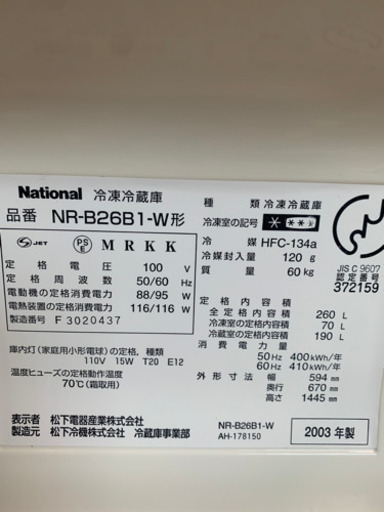 National 冷凍冷蔵庫
品番 NR-B26B1-W形
S JET PS E M R K K
定格電圧 100 V
定格周波数 50/60 Hz
電動機の定格消費電力 88/95 W
電熱装置の定格消費電力 116/116 W
製造番号 F 3020437
庫内灯(家庭用小形電球)の定格、種類
110V 15W T20 E12
温度ヒューズの定格動作温度
70℃(霜取用)
種類 冷凍冷蔵庫
冷凍室の記号
冷媒 HFC-134a
冷媒封入量 120 g
質量 60 kg
JIS C 9607
372159
定格内容積
全定格内容積 260 L
冷凍室の定格内容積 70 L
冷蔵室の定格内容積 190 L
消費電力量
50Hz 400 kWh/年
60Hz 410 kWh/年
外形寸法 幅 594 mm
奥行 670 mm
高さ 1445 mm
表示者 松下電器産業株式会社
製造元 松下冷機株式会社 冷蔵庫事業部
NR-B26B1-W
AH-178150
2003 年製